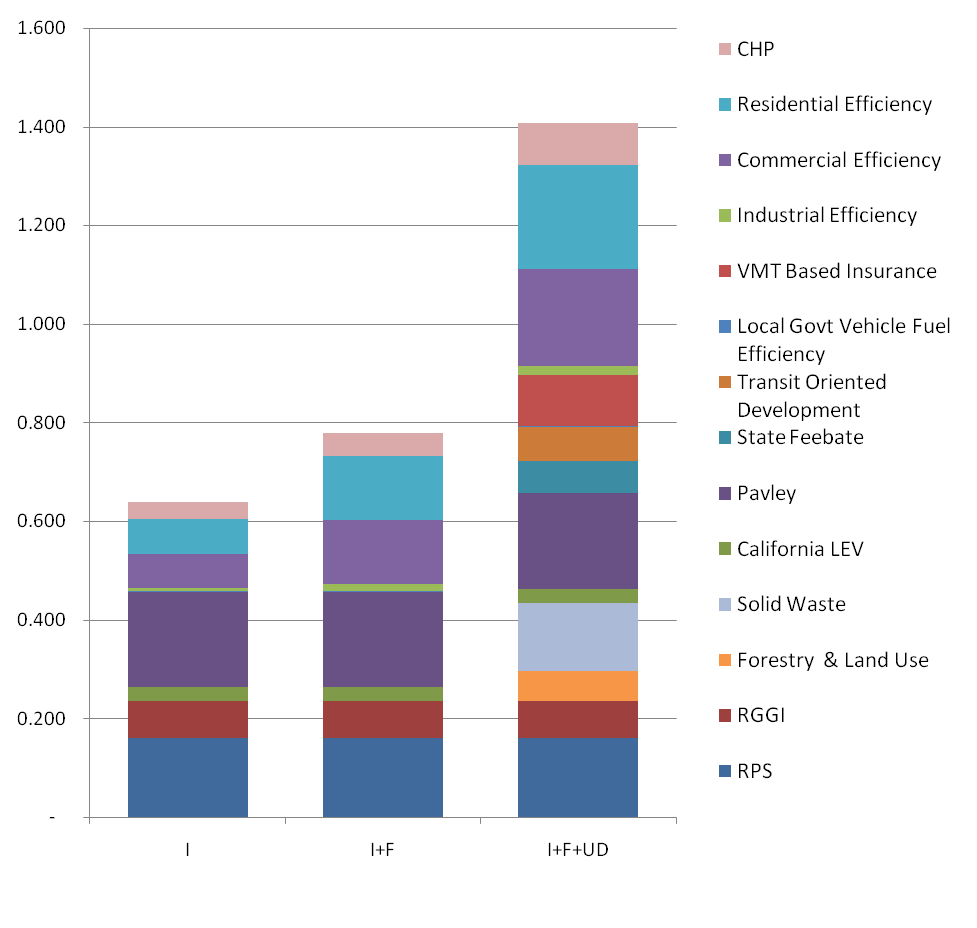 1.600
1.400
1.200
1.000
0.800
0.600
0.400
0.200
-
I
I+F
I+F+UD
CHP
Residential Efficiency
Commercial Efficiency
Industrial Efficiency
VMT Based Insurance
Local Govt Vehicle Fuel
Efficiency
Transit Oriented
Development
State Feebate
Pavley
California LEV
Solid Waste
Forestry & Land Use
RGGI
RPS